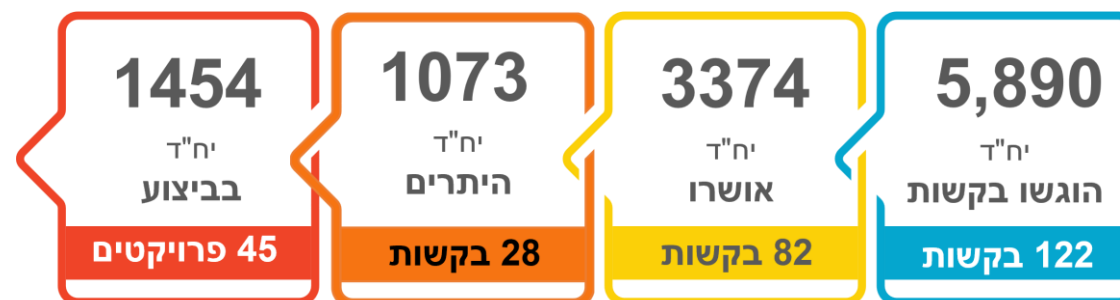 5,890
יח"ד
הוגשו בקשות
122 בקשות
3374
יח"ד
אושרו
82 בקשות
1073
יח"ד
היתרים
28 בקשות
1454
יח"ד
בביצוע
45 פרויקטים